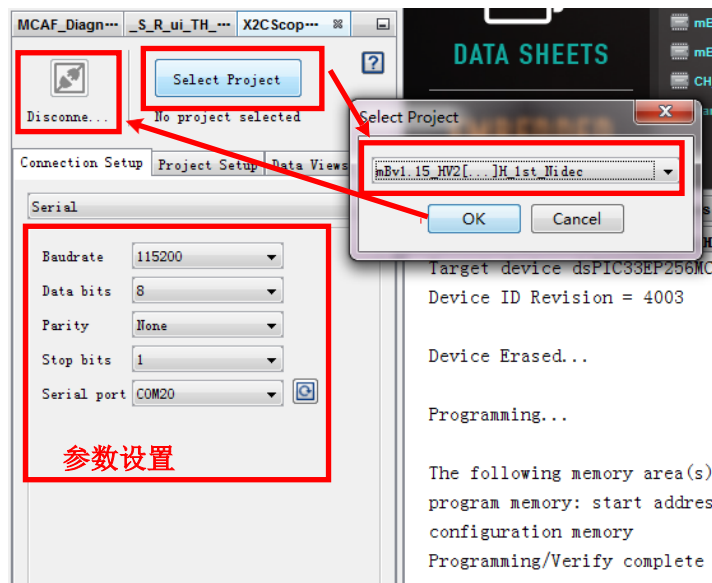 MCAF_Diagn··· _S_R_ui_TH_··· X2CScop···
Select Project
Disconne...
No project selected
Connection Setup Project Setup Data Views
Serial
Baudrate 115200
Data bits 8
Parity None
Stop bits 1
Serial port COM20
参数设置
DATA SHEETS
mB
mB
CH
Select Project
mBv1.15_HV2[...]H_1st_Nidec
OK Cancel
Target device dsPIC33EP256MC
Device ID Revision = 4003
Device Erased...
Programming...
The following memory area(s)
program memory: start addres
configuration memory
Programming/Verify complete